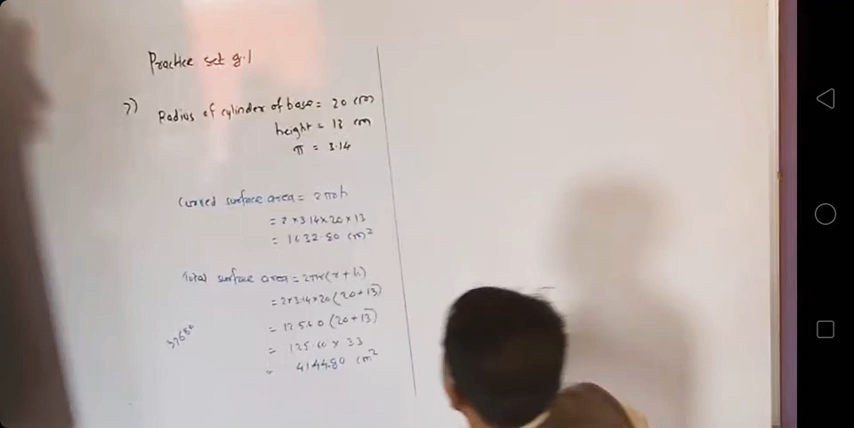 Practice set 9.1
7) Radius of cylinder of base = 20 cm
height = 13 cm
π = 3.14
Curved surface area = 2πrh
= 2 × 3.14 × 20 × 13
= 1632.80 cm²
Total surface area = 2πr(r + h)
= 2×3.14×20 (20+13)
= 125.60 (20+13)
= 125.60 × 33
= 4144.80 cm²
37680